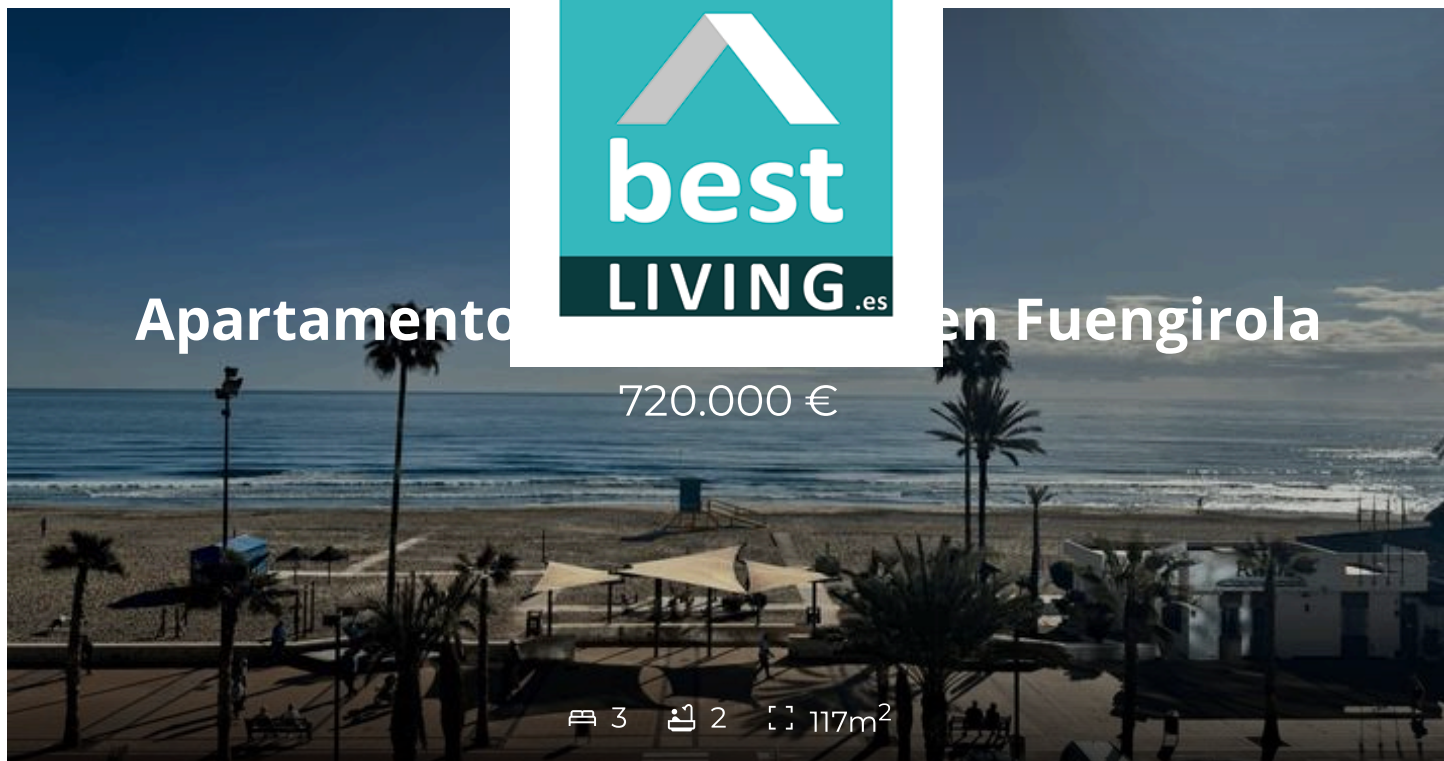 best
LIVING.es
Apartamento en Fuengirola
720.000 €
3 2 117m²